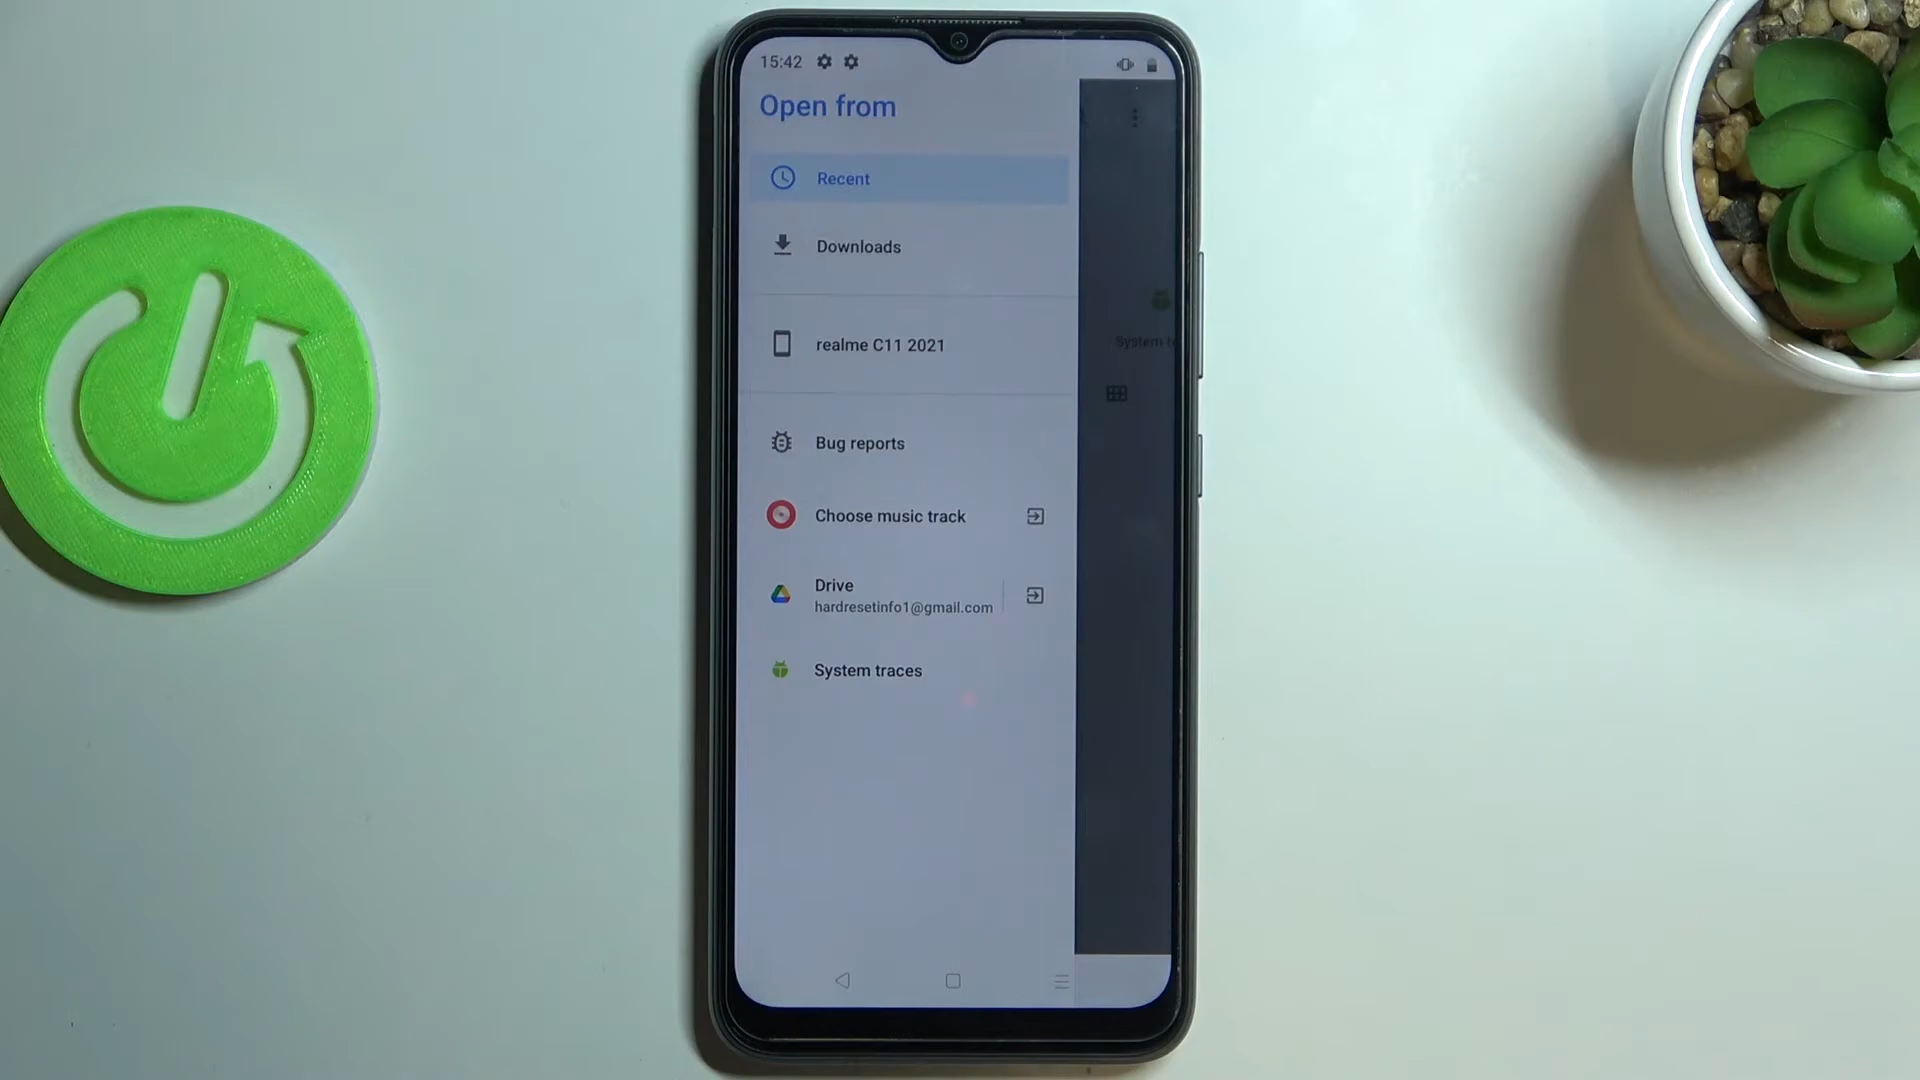 15:42
Open from
Recent
Downloads
realme C11 2021
Bug reports
Choose music track
Drive
hardresetinfo1@gmail.com
System traces
System t